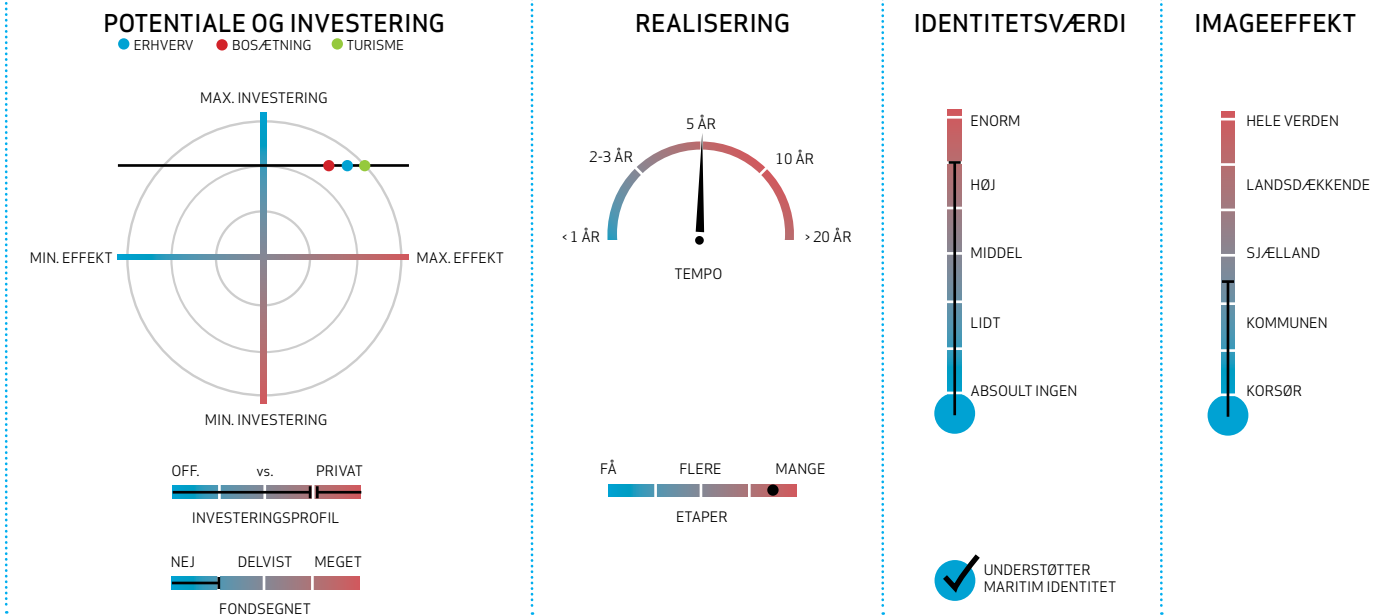 POTENTIALE OG INVESTERING
ERHVERV BOSÆTNING TURISME
MAX. INVESTERING
MIN. EFFEKT
MAX. EFFEKT
MIN. INVESTERING
OFF. vs. PRIVAT
INVESTERINGSPROFIL
NEJ DELVIST MEGET
FONDSEGNET
REALISERING
5 ÅR
2-3 ÅR
10 ÅR
< 1 ÅR
> 20 ÅR
TEMPO
FÅ FLERE MANGE
ETAPER
IDENTITETSVÆRDI
ENORM
HØJ
MIDDEL
LIDT
ABSOULT INGEN
UNDERSTØTTER
MARITIM IDENTITET
IMAGEEFFEKT
HELE VERDEN
LANDSDÆKKENDE
SJÆLLAND
KOMMUNEN
KORSØR